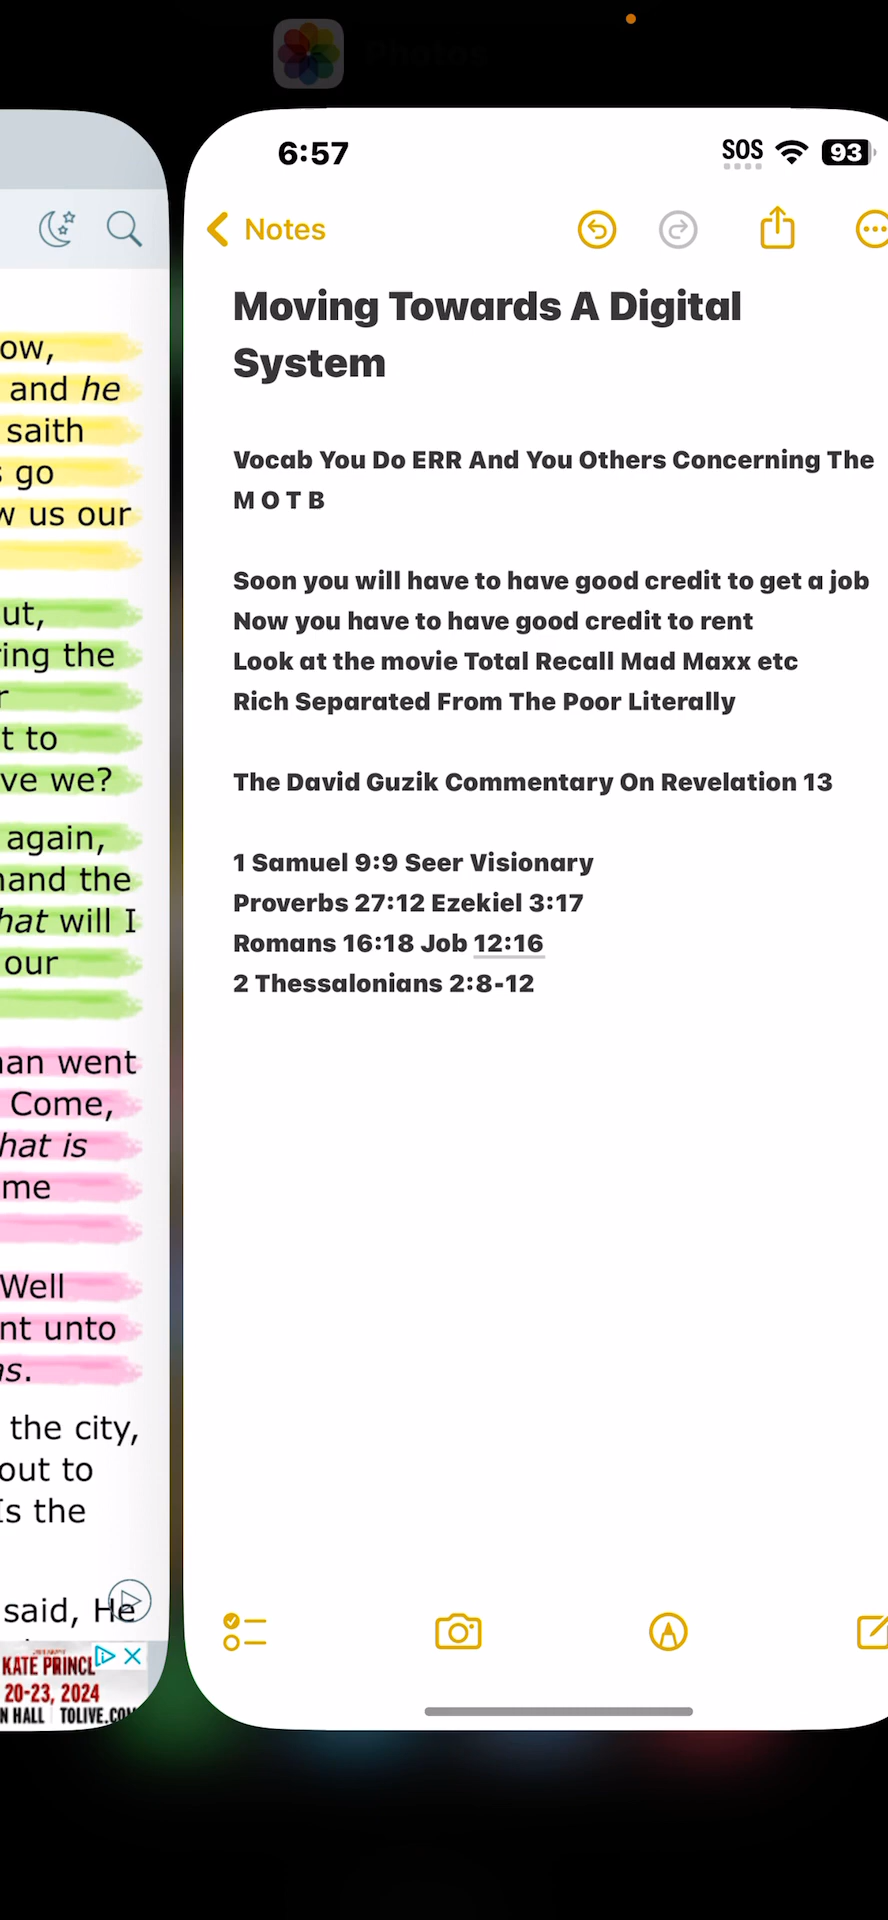 Photos
6:57
SOS
93
Notes
Moving Towards A Digital
System
Vocab You Do ERR And You Others Concerning The
M O T B
Soon you will have to have good credit to get a job
Now you have to have good credit to rent
Look at the movie Total Recall Mad Maxx etc
Rich Separated From The Poor Literally
The David Guzik Commentary On Revelation 13
1 Samuel 9:9 Seer Visionary
Proverbs 27:12 Ezekiel 3:17
Romans 16:18 Job 12:16
2 Thessalonians 2:8-12
ow,
and he
saith
go
w us our
ut,
ring the
r
t to
ve we?
again,
and the
hat will I
our
an went
Come,
hat is
me
Well
nt unto
as.
the city,
out to
Is the
said, He
KATE PRINCL
20-23, 2024
N HALL TOLIVE.COM